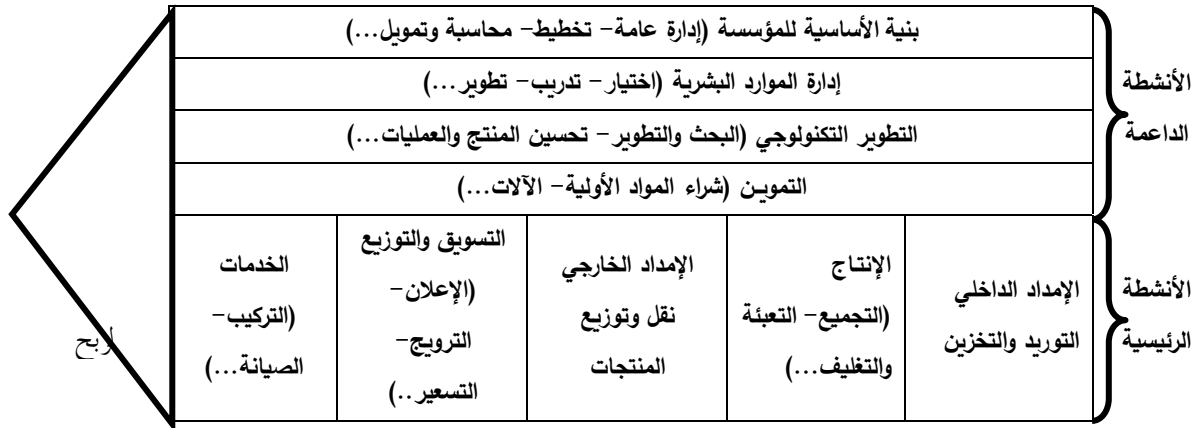 بنية الأساسية للمؤسسة (إدارة عامة- تخطيط- محاسبة وتمويل...)
إدارة الموارد البشرية (اختيار- تدريب- تطوير...)
التطوير التكنولوجي (البحث والتطوير- تحسين المنتج والعمليات...)
التموين (شراء المواد الأولية- الآلات...)
الأنشطة
الداعمة
الأنشطة
الرئيسية
الإمداد الداخلي
التوريد والتخزين
الإنتاج
(التجميع- التعبئة
والتغليف...)
الإمداد الخارجي
نقل وتوزيع
المنتجات
التسويق والتوزيع
(الإعلان-
الترويج-
التسعير..)
الخدمات
(التركيب-
الصيانة...)